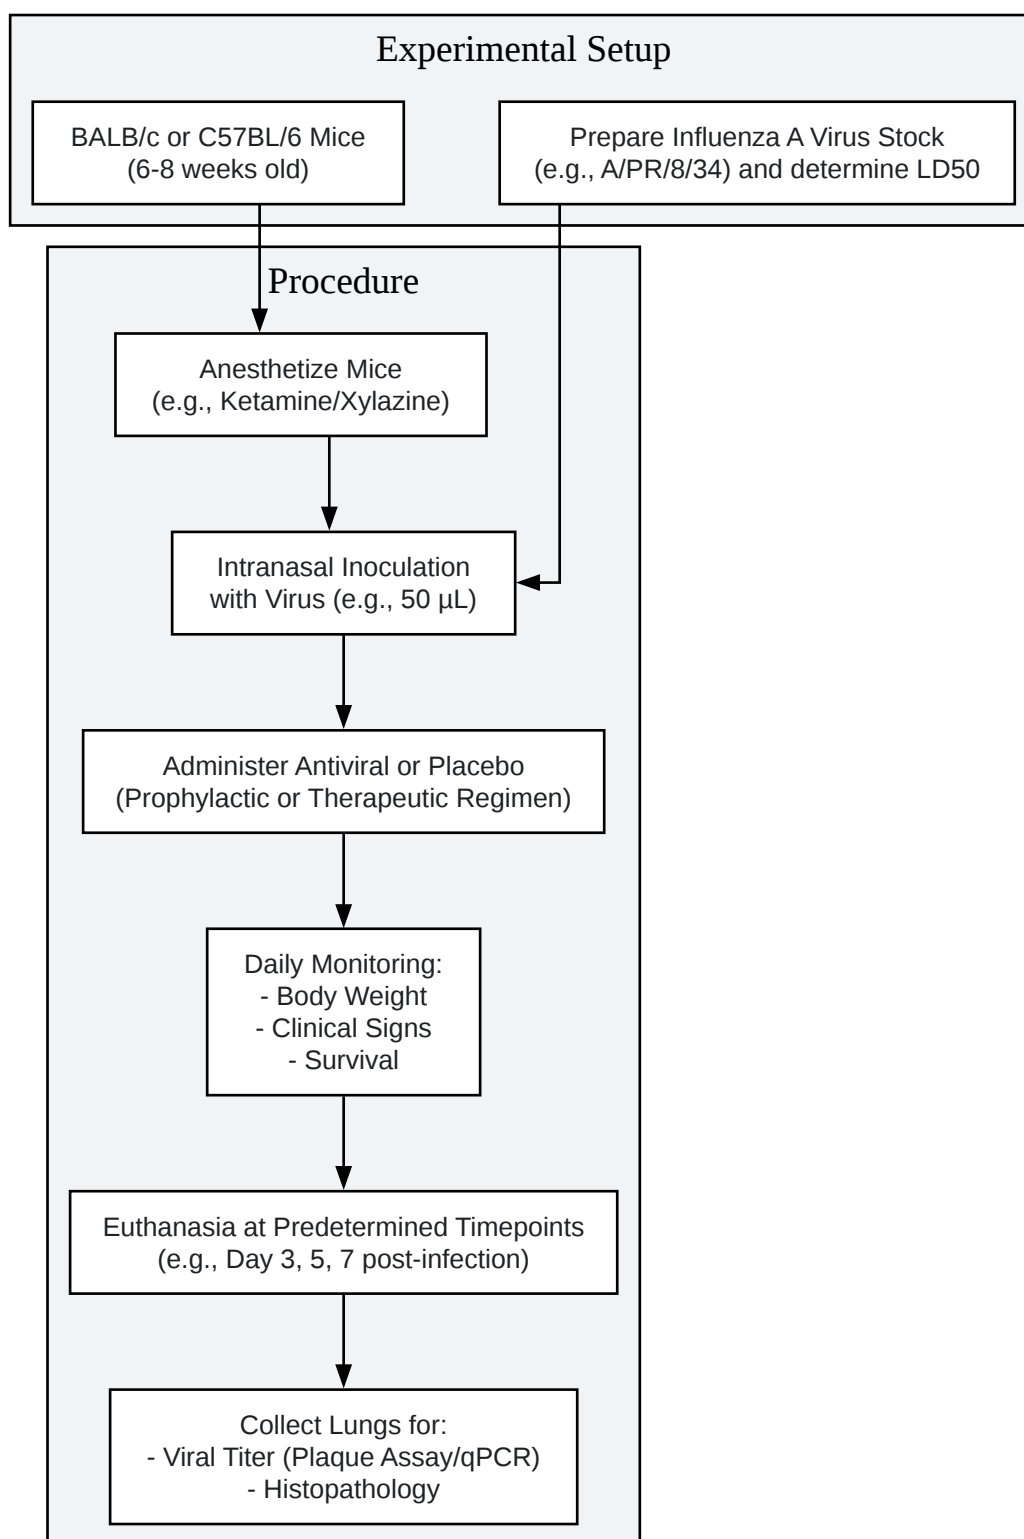 Experimental Setup
BALB/c or C57BL/6 Mice
(6-8 weeks old)
Prepare Influenza A Virus Stock
(e.g., A/PR/8/34) and determine LD50
Procedure
Anesthetize Mice
(e.g., Ketamine/Xylazine)
Intranasal Inoculation
with Virus (e.g., 50 µL)
Administer Antiviral or Placebo
(Prophylactic or Therapeutic Regimen)
Daily Monitoring:
- Body Weight
- Clinical Signs
- Survival
Euthanasia at Predetermined Timepoints
(e.g., Day 3, 5, 7 post-infection)
Collect Lungs for:
- Viral Titer (Plaque Assay/qPCR)
- Histopathology